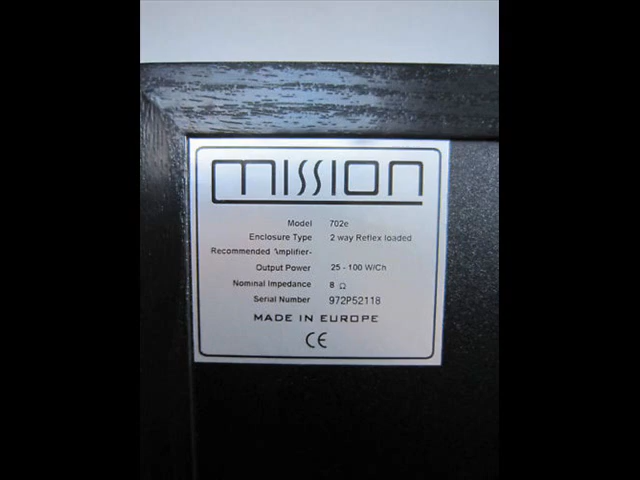 mission
Model 702e
Enclosure Type 2 way Reflex loaded
Recommended Amplifier-
Output Power 25 - 100 W/Ch
Nominal Impedance 8 Ω
Serial Number 972P52118
MADE IN EUROPE
CE